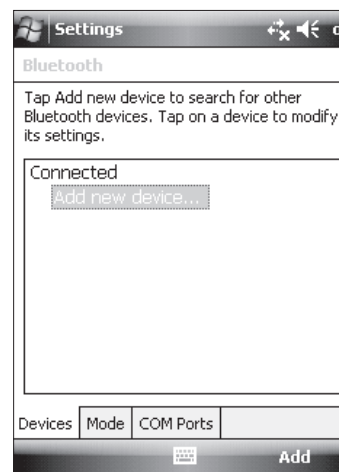 Settings
Bluetooth
Tap Add new device to search for other
Bluetooth devices. Tap on a device to modify
its settings.
Connected
Add new device...
Devices Mode COM Ports
Add